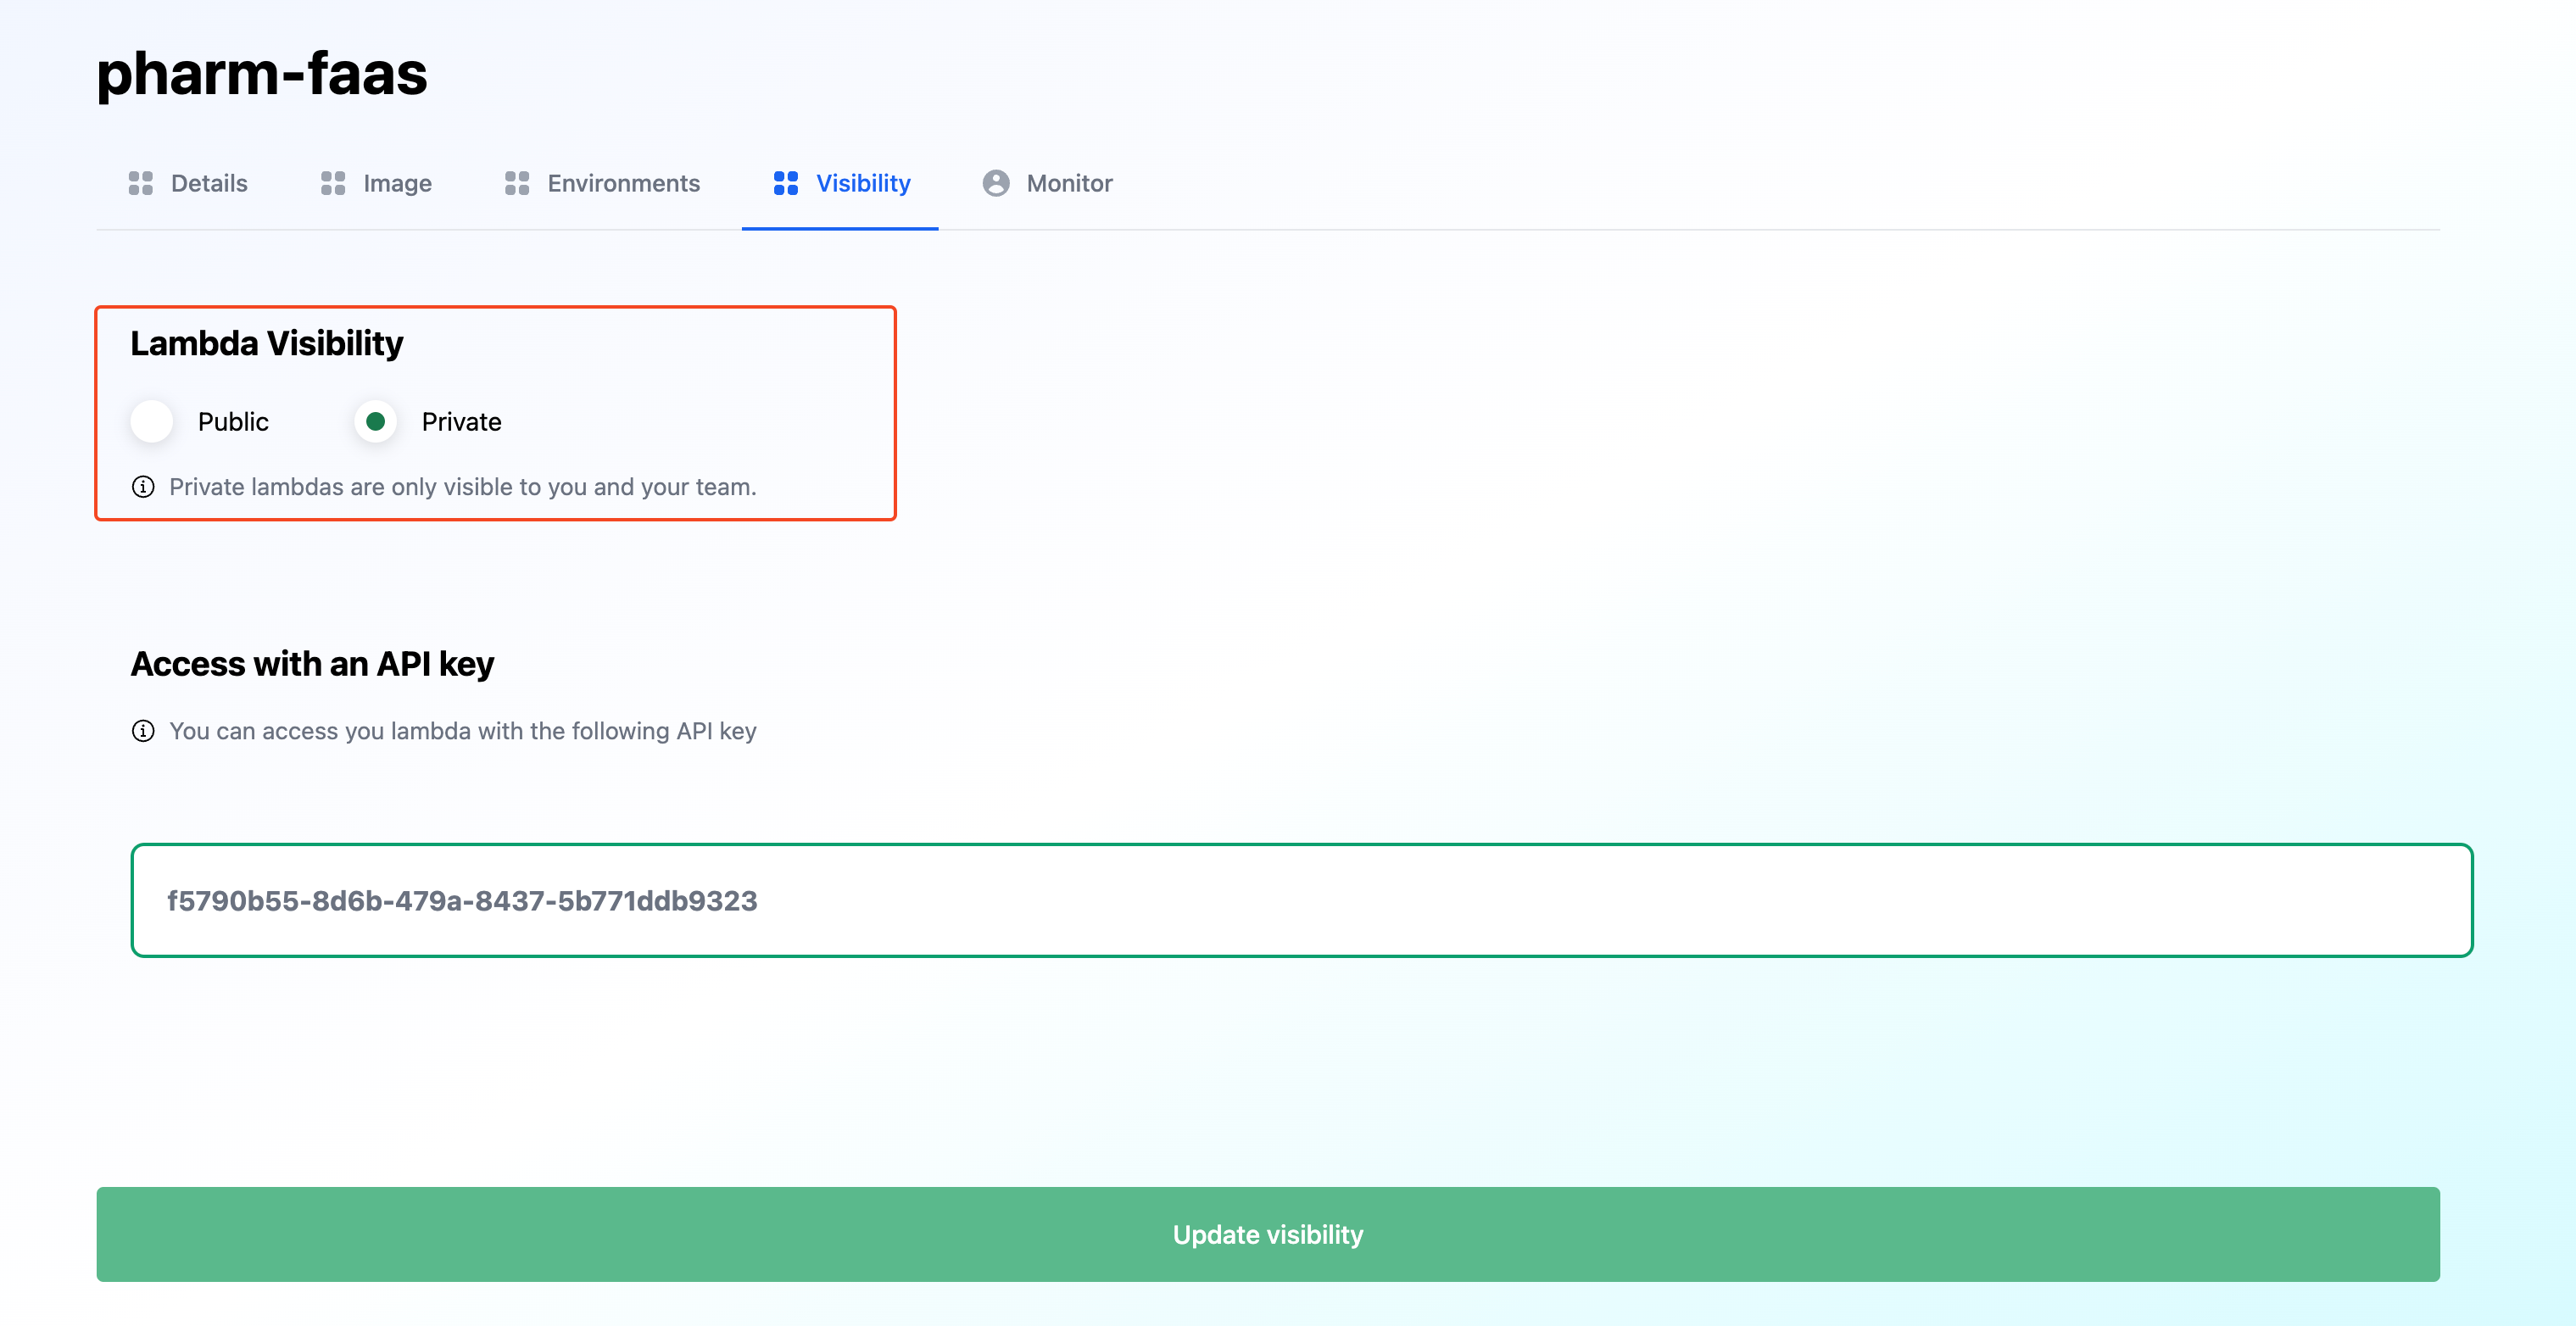 pharm-faas
Details Image Environments Visibility Monitor
Lambda Visibility
Public Private
Private lambdas are only visible to you and your team.
Access with an API key
You can access you lambda with the following API key
f5790b55-8d6b-479a-8437-5b771ddb9323
Update visibility